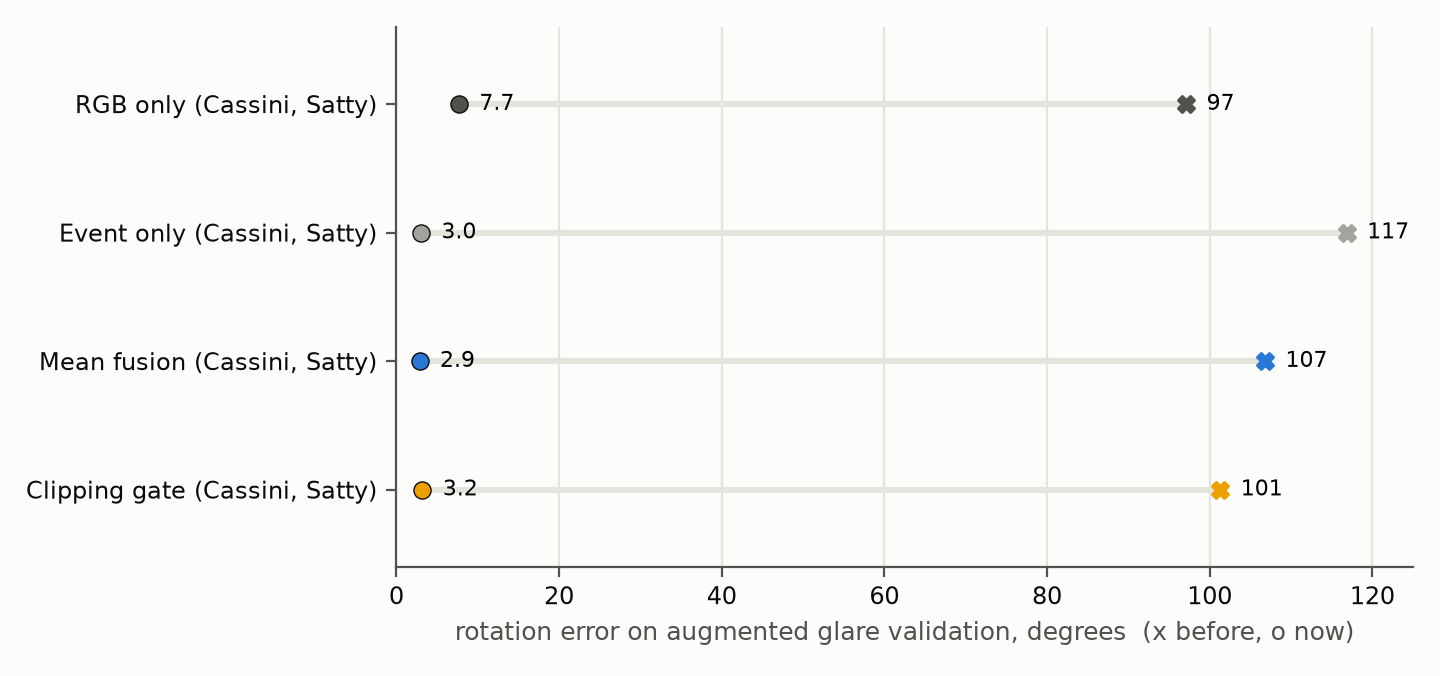 RGB only (Cassini, Satty) 7.7 97
Event only (Cassini, Satty) 3.0 117
Mean fusion (Cassini, Satty) 2.9 107
Clipping gate (Cassini, Satty) 3.2 101
0 20 40 60 80 100 120
rotation error on augmented glare validation, degrees (x before, o now)